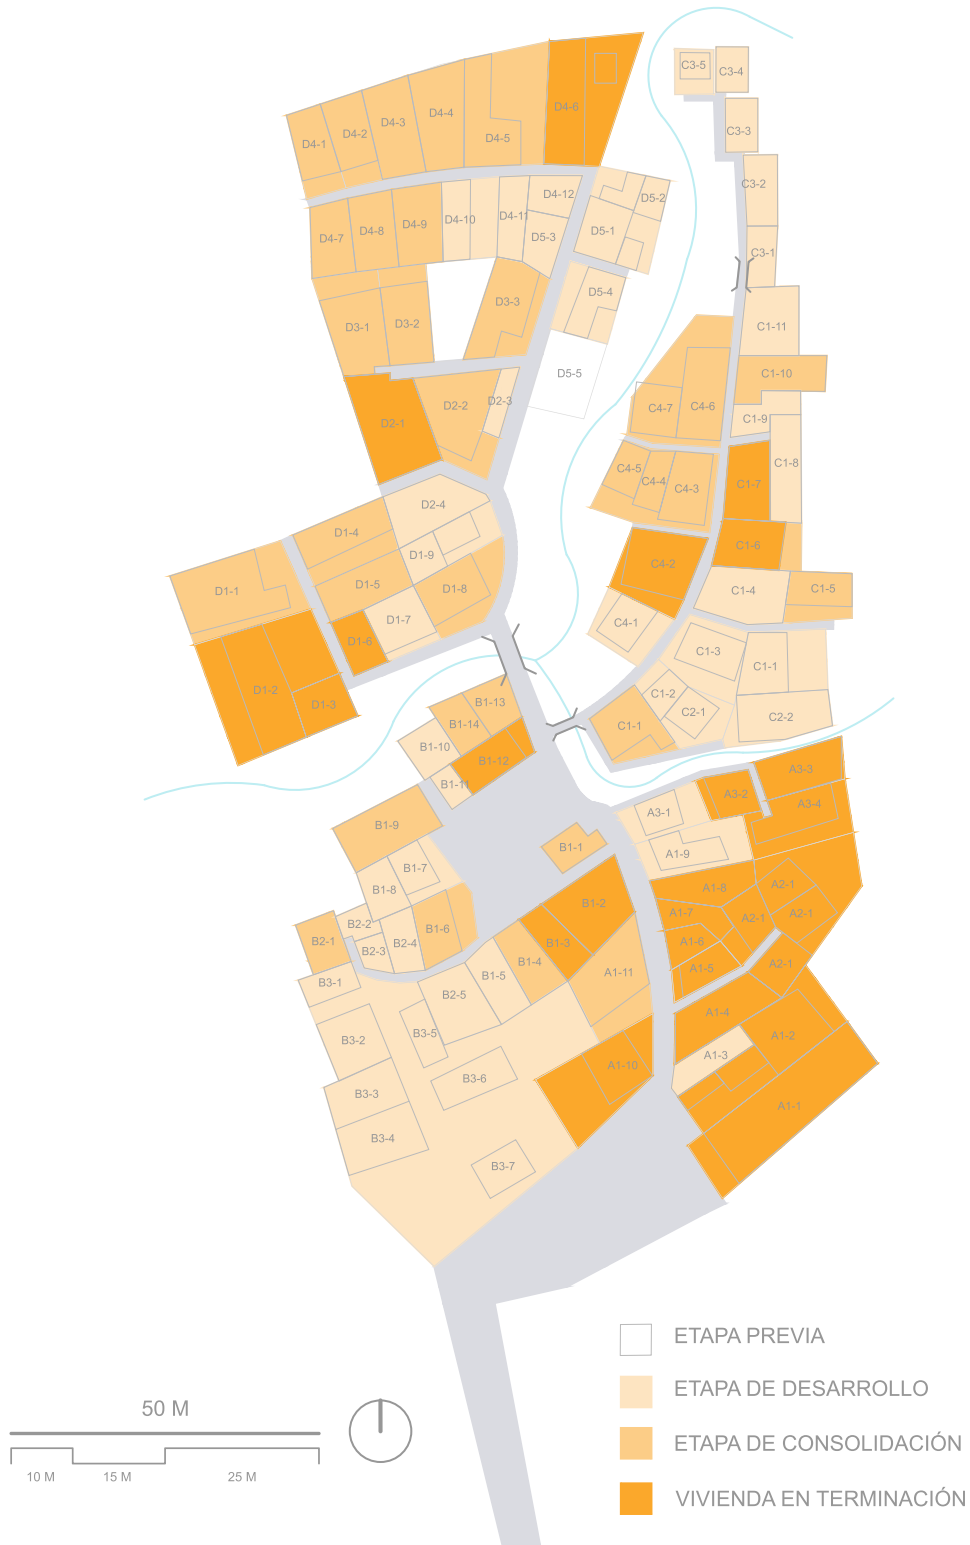 C3-5
C3-4
D4-6
D4-4
D4-3
D4-2
D4-1
D4-5
C3-3
C3-2
D4-12
D4-11
D4-10
D4-9
D4-8
D4-7
D5-3
D5-1
D5-2
C3-1
D5-4
D3-3
D3-1
D3-2
C1-11
D5-5
C1-10
D2-3
D2-2
D2-1
C4-7
C4-6
C1-9
C1-8
C4-5
C4-4
C4-3
C1-7
D2-4
D1-4
D1-9
C1-6
D1-1
D1-5
D1-8
C4-2
C1-4
C1-5
D1-7
D1-6
C4-1
C1-3
C1-1
D1-2
D1-3
C1-2
C2-1
C2-2
B1-13
B1-14
C1-1
B1-10
B1-12
B1-11
A3-3
A3-2
A3-4
A3-1
B1-9
B1-1
A1-9
B1-7
B1-8
A1-8
A2-1
B1-2
A1-7
A2-1
A2-1
B2-2
B1-6
B2-1
B2-3
B2-4
B1-3
A1-6
B1-4
A1-5
A2-1
B3-1
B1-5
A1-11
B2-5
A1-4
B3-5
B3-2
A1-2
A1-3
A1-10
B3-6
B3-3
A1-1
B3-4
B3-7
ETAPA PREVIA
ETAPA DE DESARROLLO
ETAPA DE CONSOLIDACIÓN
VIVIENDA EN TERMINACIÓN
50 M
10 M
15 M
25 M